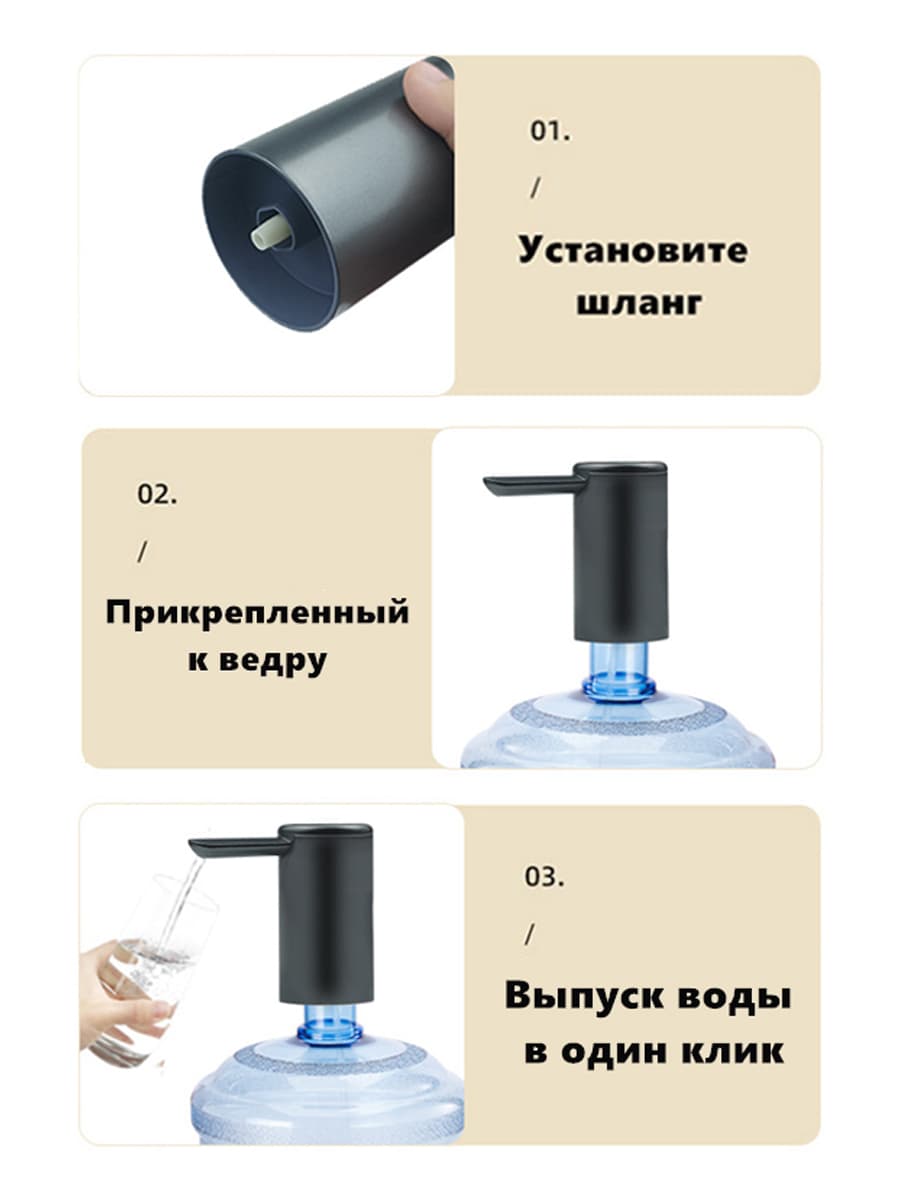 01.
/
Установите
шланг
02.
/
Прикрепленный
к ведру
03.
/
Выпуск воды
в один клик